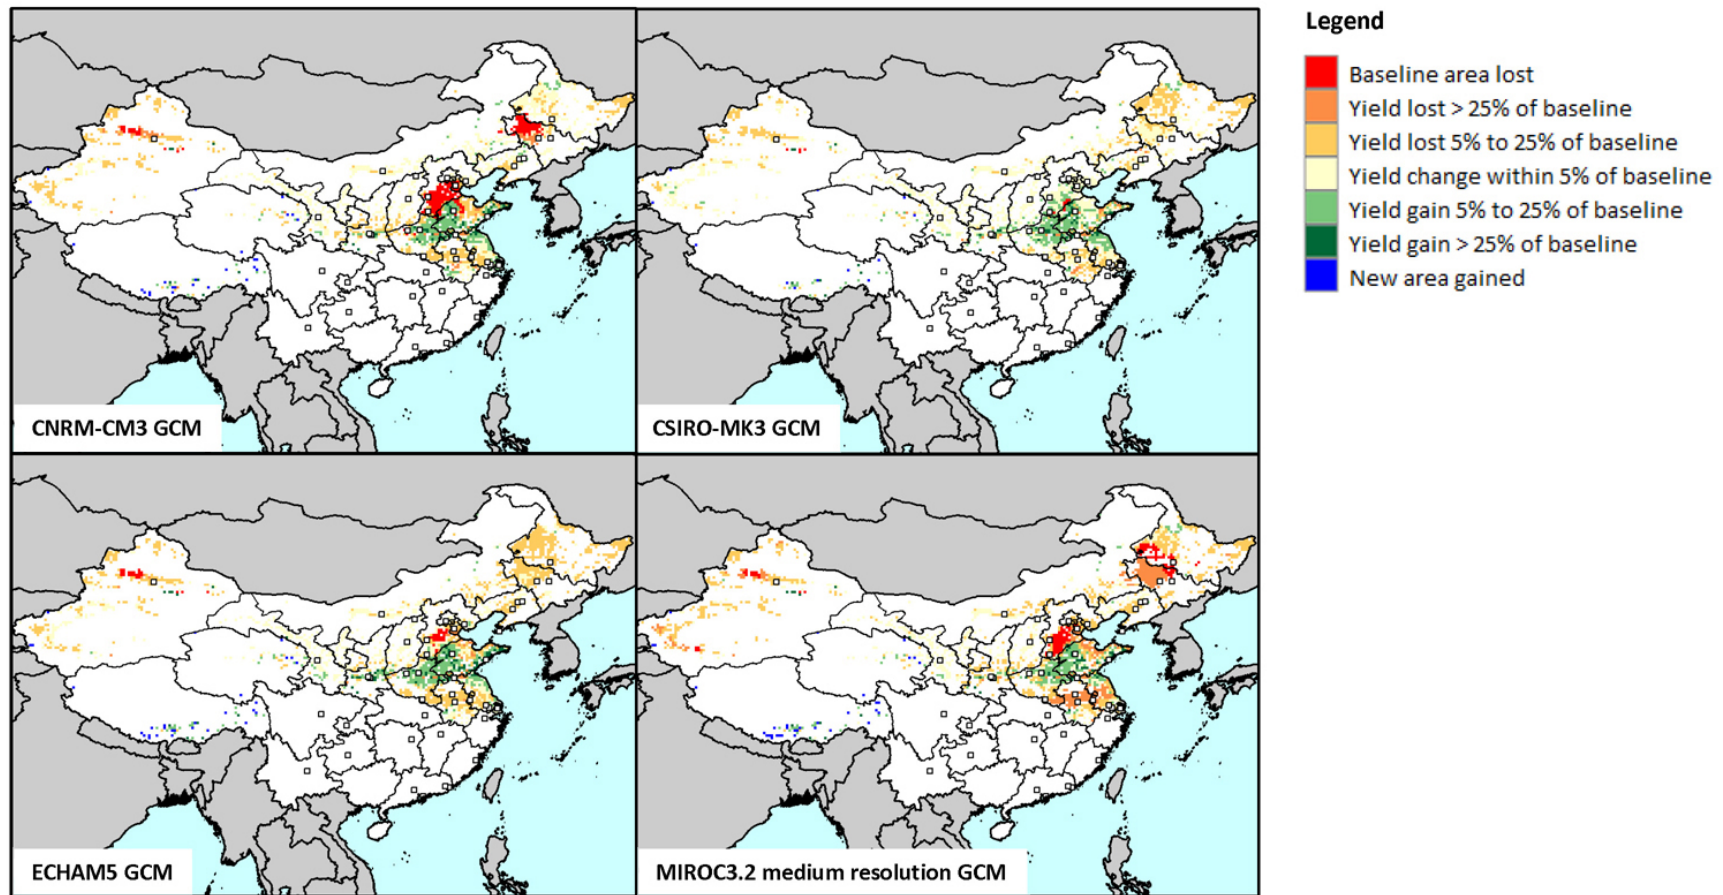 Legend
Baseline area lost
Yield lost > 25% of baseline
Yield lost 5% to 25% of baseline
Yield change within 5% of baseline
Yield gain 5% to 25% of baseline
Yield gain > 25% of baseline
New area gained
CNRM-CM3 GCM
CSIRO-MK3 GCM
ECHAM5 GCM
MIROC3.2 medium resolution GCM